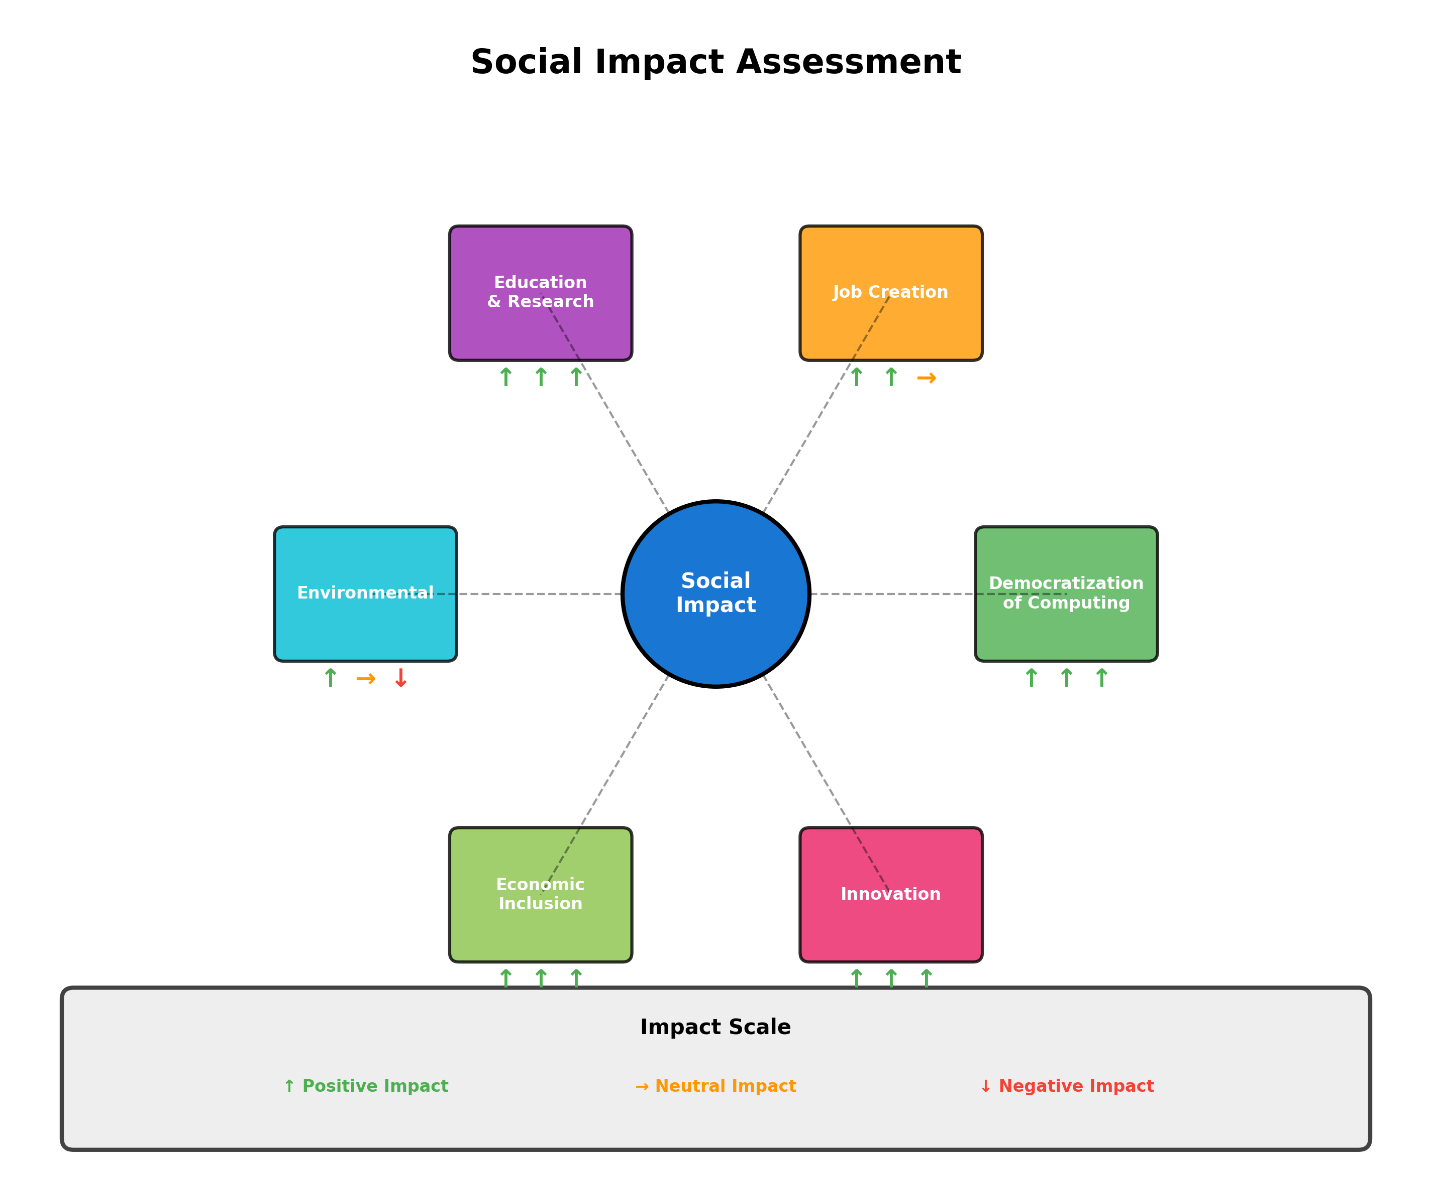 Social Impact Assessment
Education
& Research
Job Creation
↑ ↑ ↑
↑ ↑ →
Environmental
Social
Impact
Democratization
of Computing
↑ → ↓
↑ ↑ ↑
Economic
Inclusion
Innovation
↑ ↑ ↑
↑ ↑ ↑
Impact Scale
↑ Positive Impact
→ Neutral Impact
↓ Negative Impact